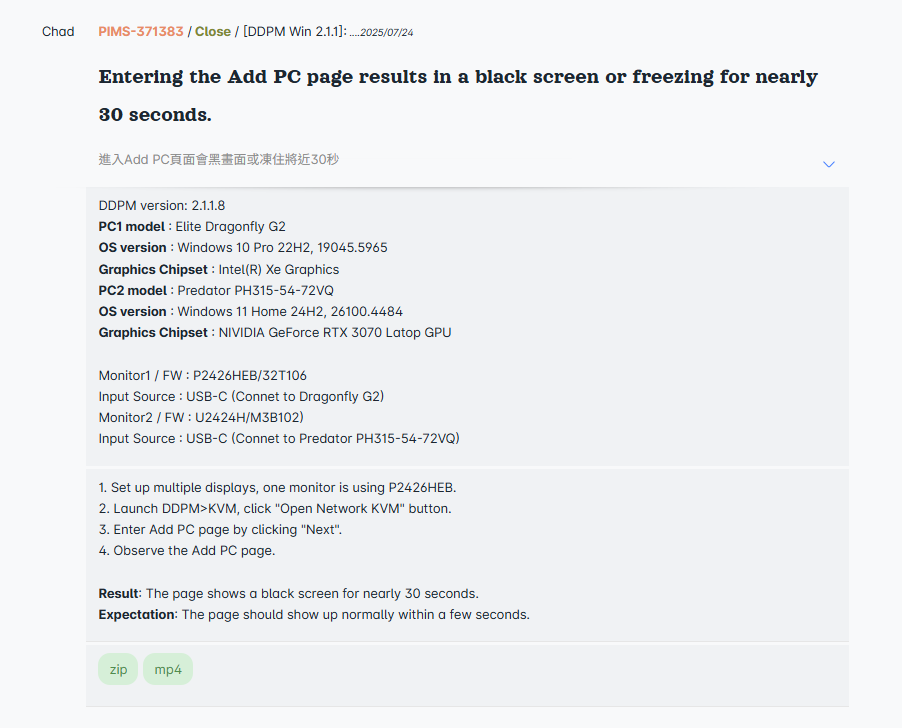 Chad
PIMS-371383 / Close / [DDPM Win 2.1.1]: ....2025/07/24
Entering the Add PC page results in a black screen or freezing for nearly
30 seconds.
進入Add PC頁面會黑畫面或凍住將近30秒
DDPM version: 2.1.1.8
PC1 model : Elite Dragonfly G2
OS version : Windows 10 Pro 22H2, 19045.5965
Graphics Chipset : Intel(R) Xe Graphics
PC2 model : Predator PH315-54-72VQ
OS version : Windows 11 Home 24H2, 26100.4484
Graphics Chipset : NIVIDIA GeForce RTX 3070 Latop GPU
Monitor1 / FW : P2426HEB/32T106
Input Source : USB-C (Connet to Dragonfly G2)
Monitor2 / FW : U2424H/M3B102)
Input Source : USB-C (Connet to Predator PH315-54-72VQ)
1. Set up multiple displays, one monitor is using P2426HEB.
2. Launch DDPM>KVM, click "Open Network KVM" button.
3. Enter Add PC page by clicking "Next".
4. Observe the Add PC page.
Result: The page shows a black screen for nearly 30 seconds.
Expectation: The page should show up normally within a few seconds.
zip mp4